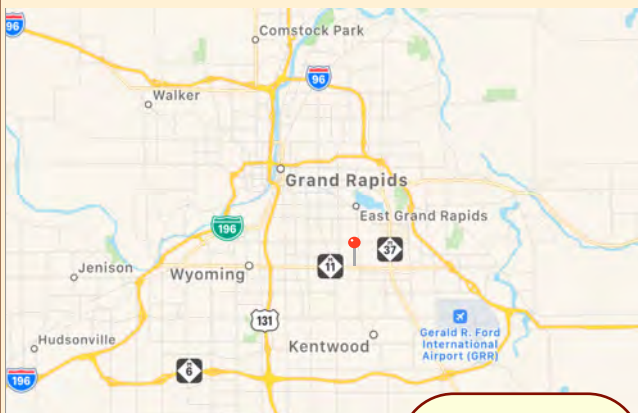 96
Comstock Park
96
Walker
Grand Rapids
East Grand Rapids
196
M
37
M
11
Jenison
Wyoming
131
Gerald R. Ford
International
Airport (GRR)
Hudsonville
Kentwood
M
6
196